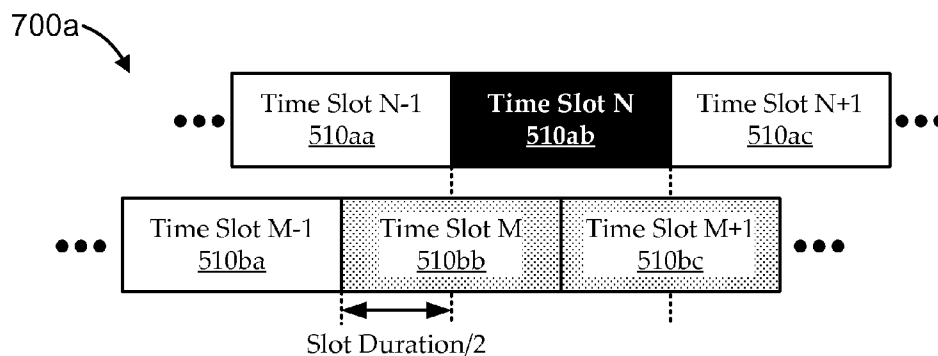 700a
Time Slot N-1 Time Slot N Time Slot N+1
510aa 510ab 510ac
Time Slot M-1 Time Slot M Time Slot M+1
510ba 510bb 510bc
Slot Duration/2